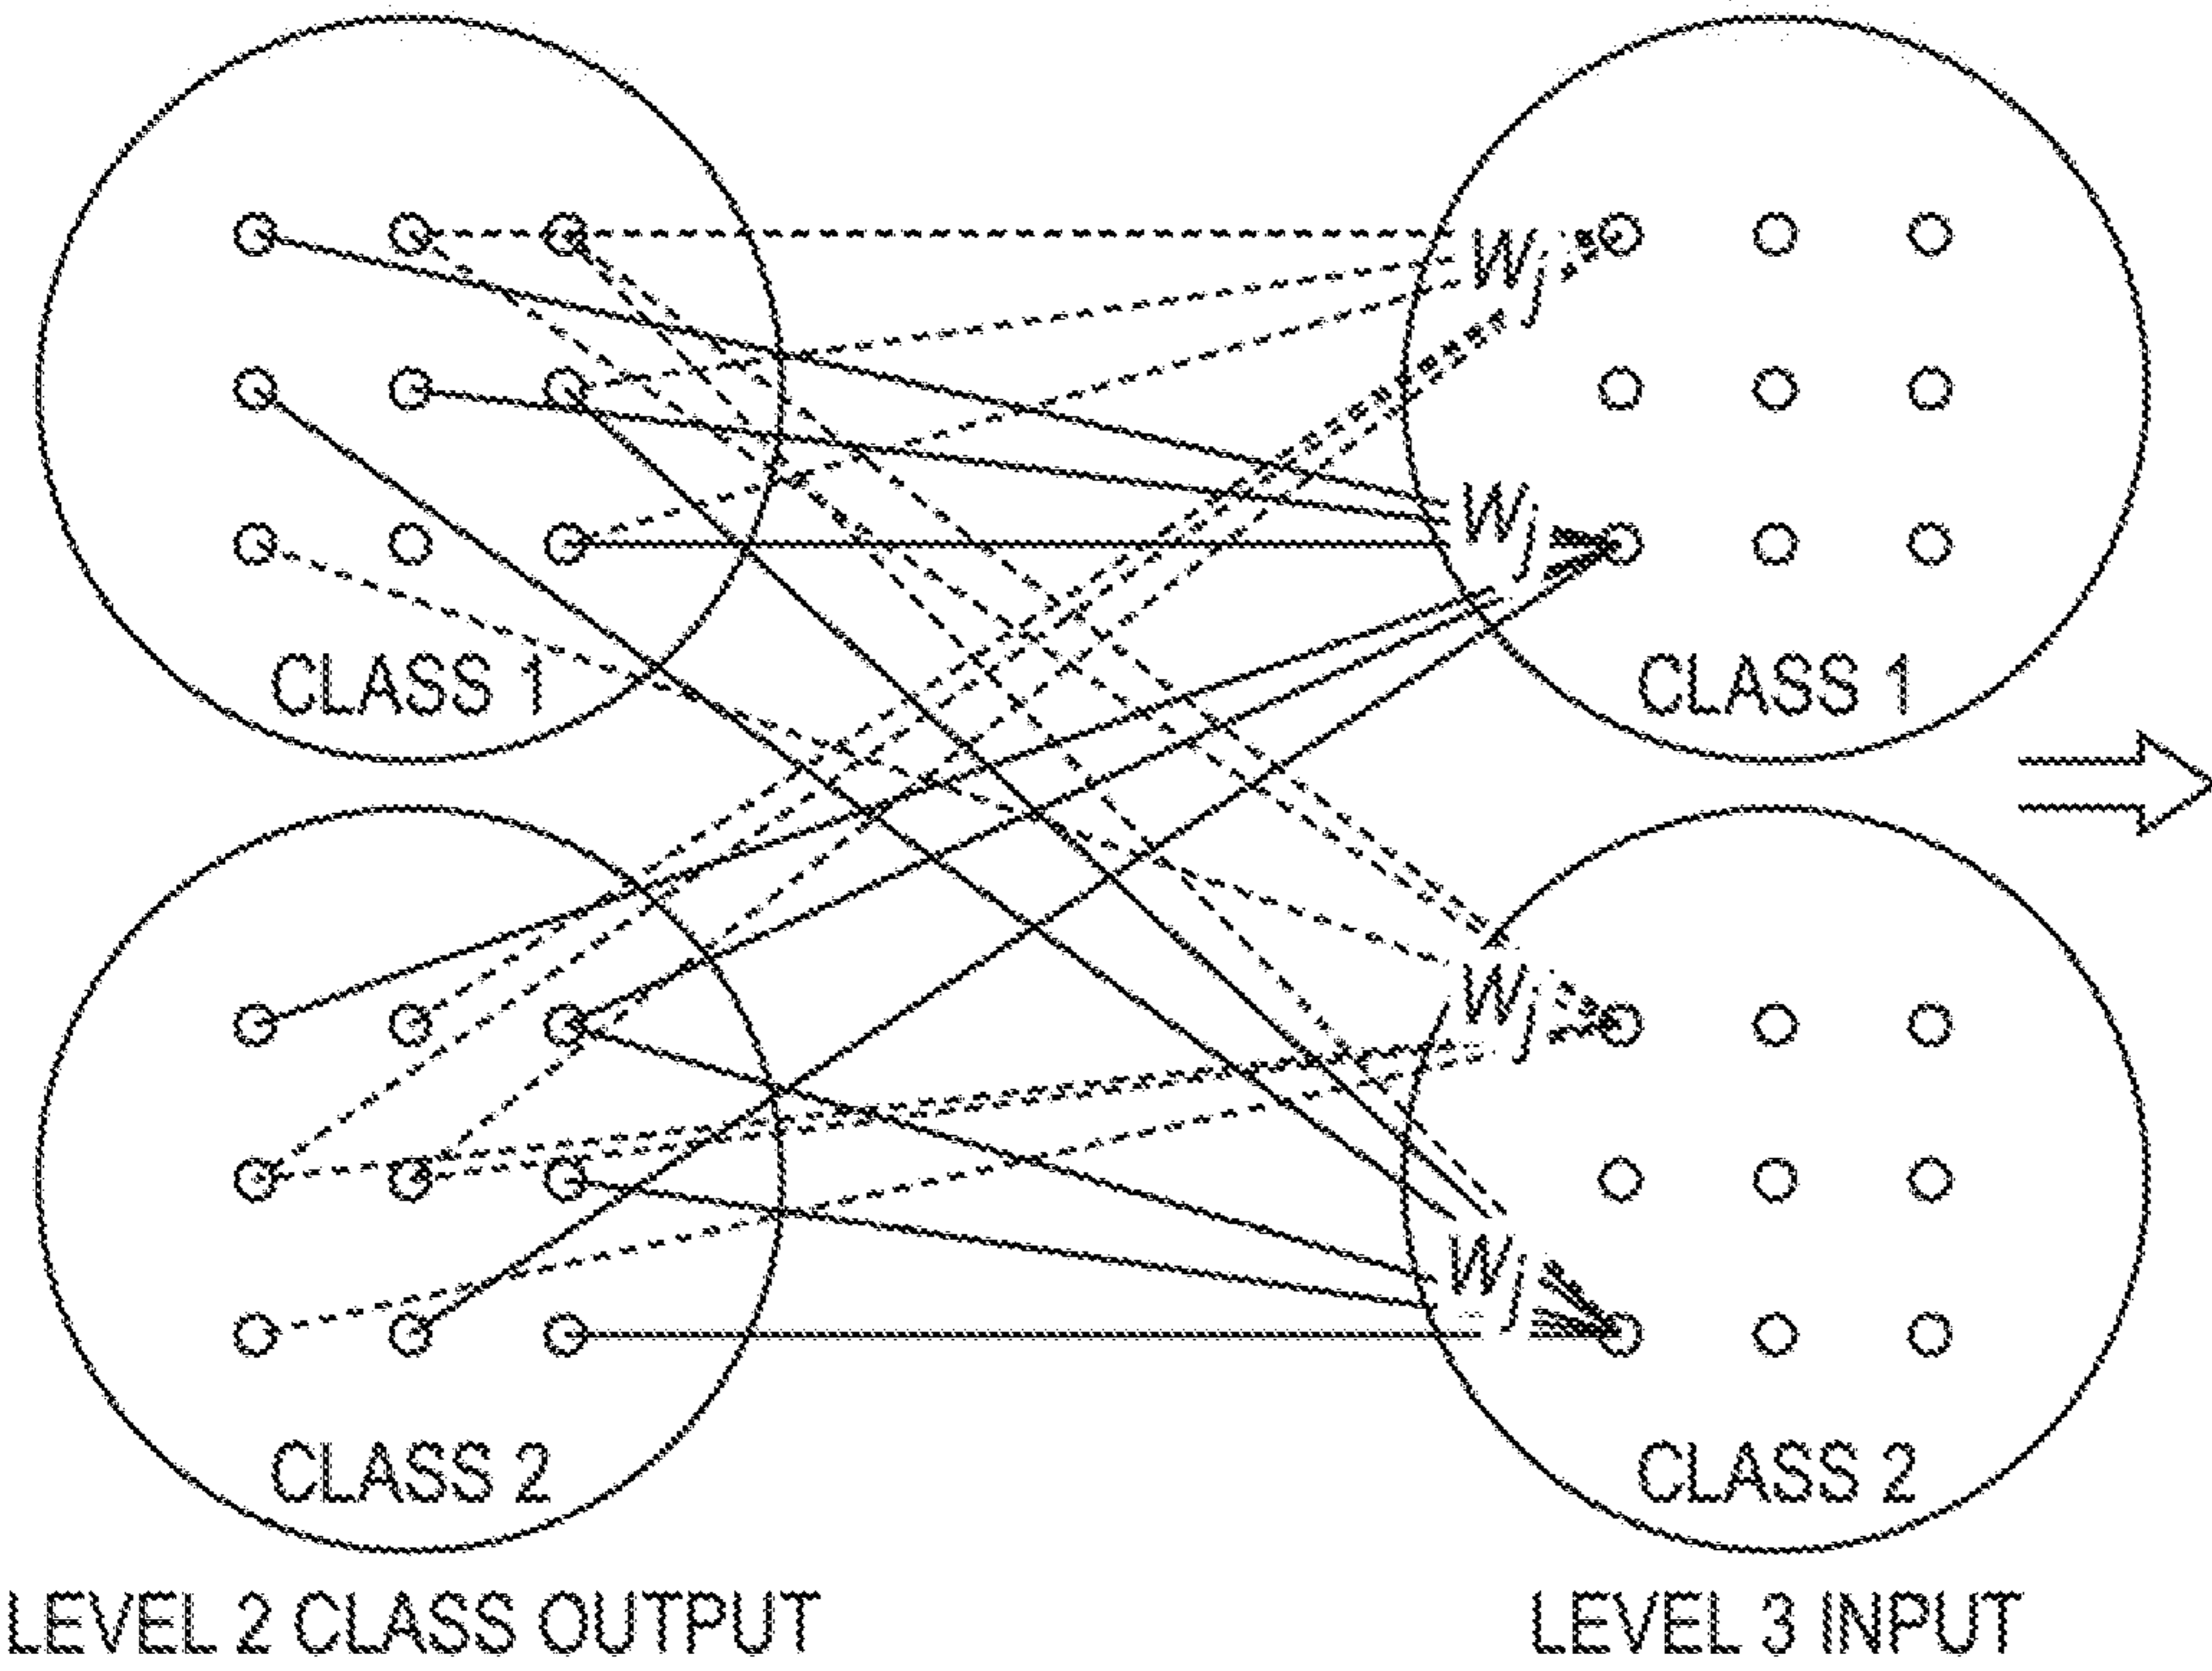 Wj
Wj
CLASS 1
CLASS 1
Wj
Wj
CLASS 2
CLASS 2
LEVEL 2 CLASS OUTPUT
LEVEL 3 INPUT